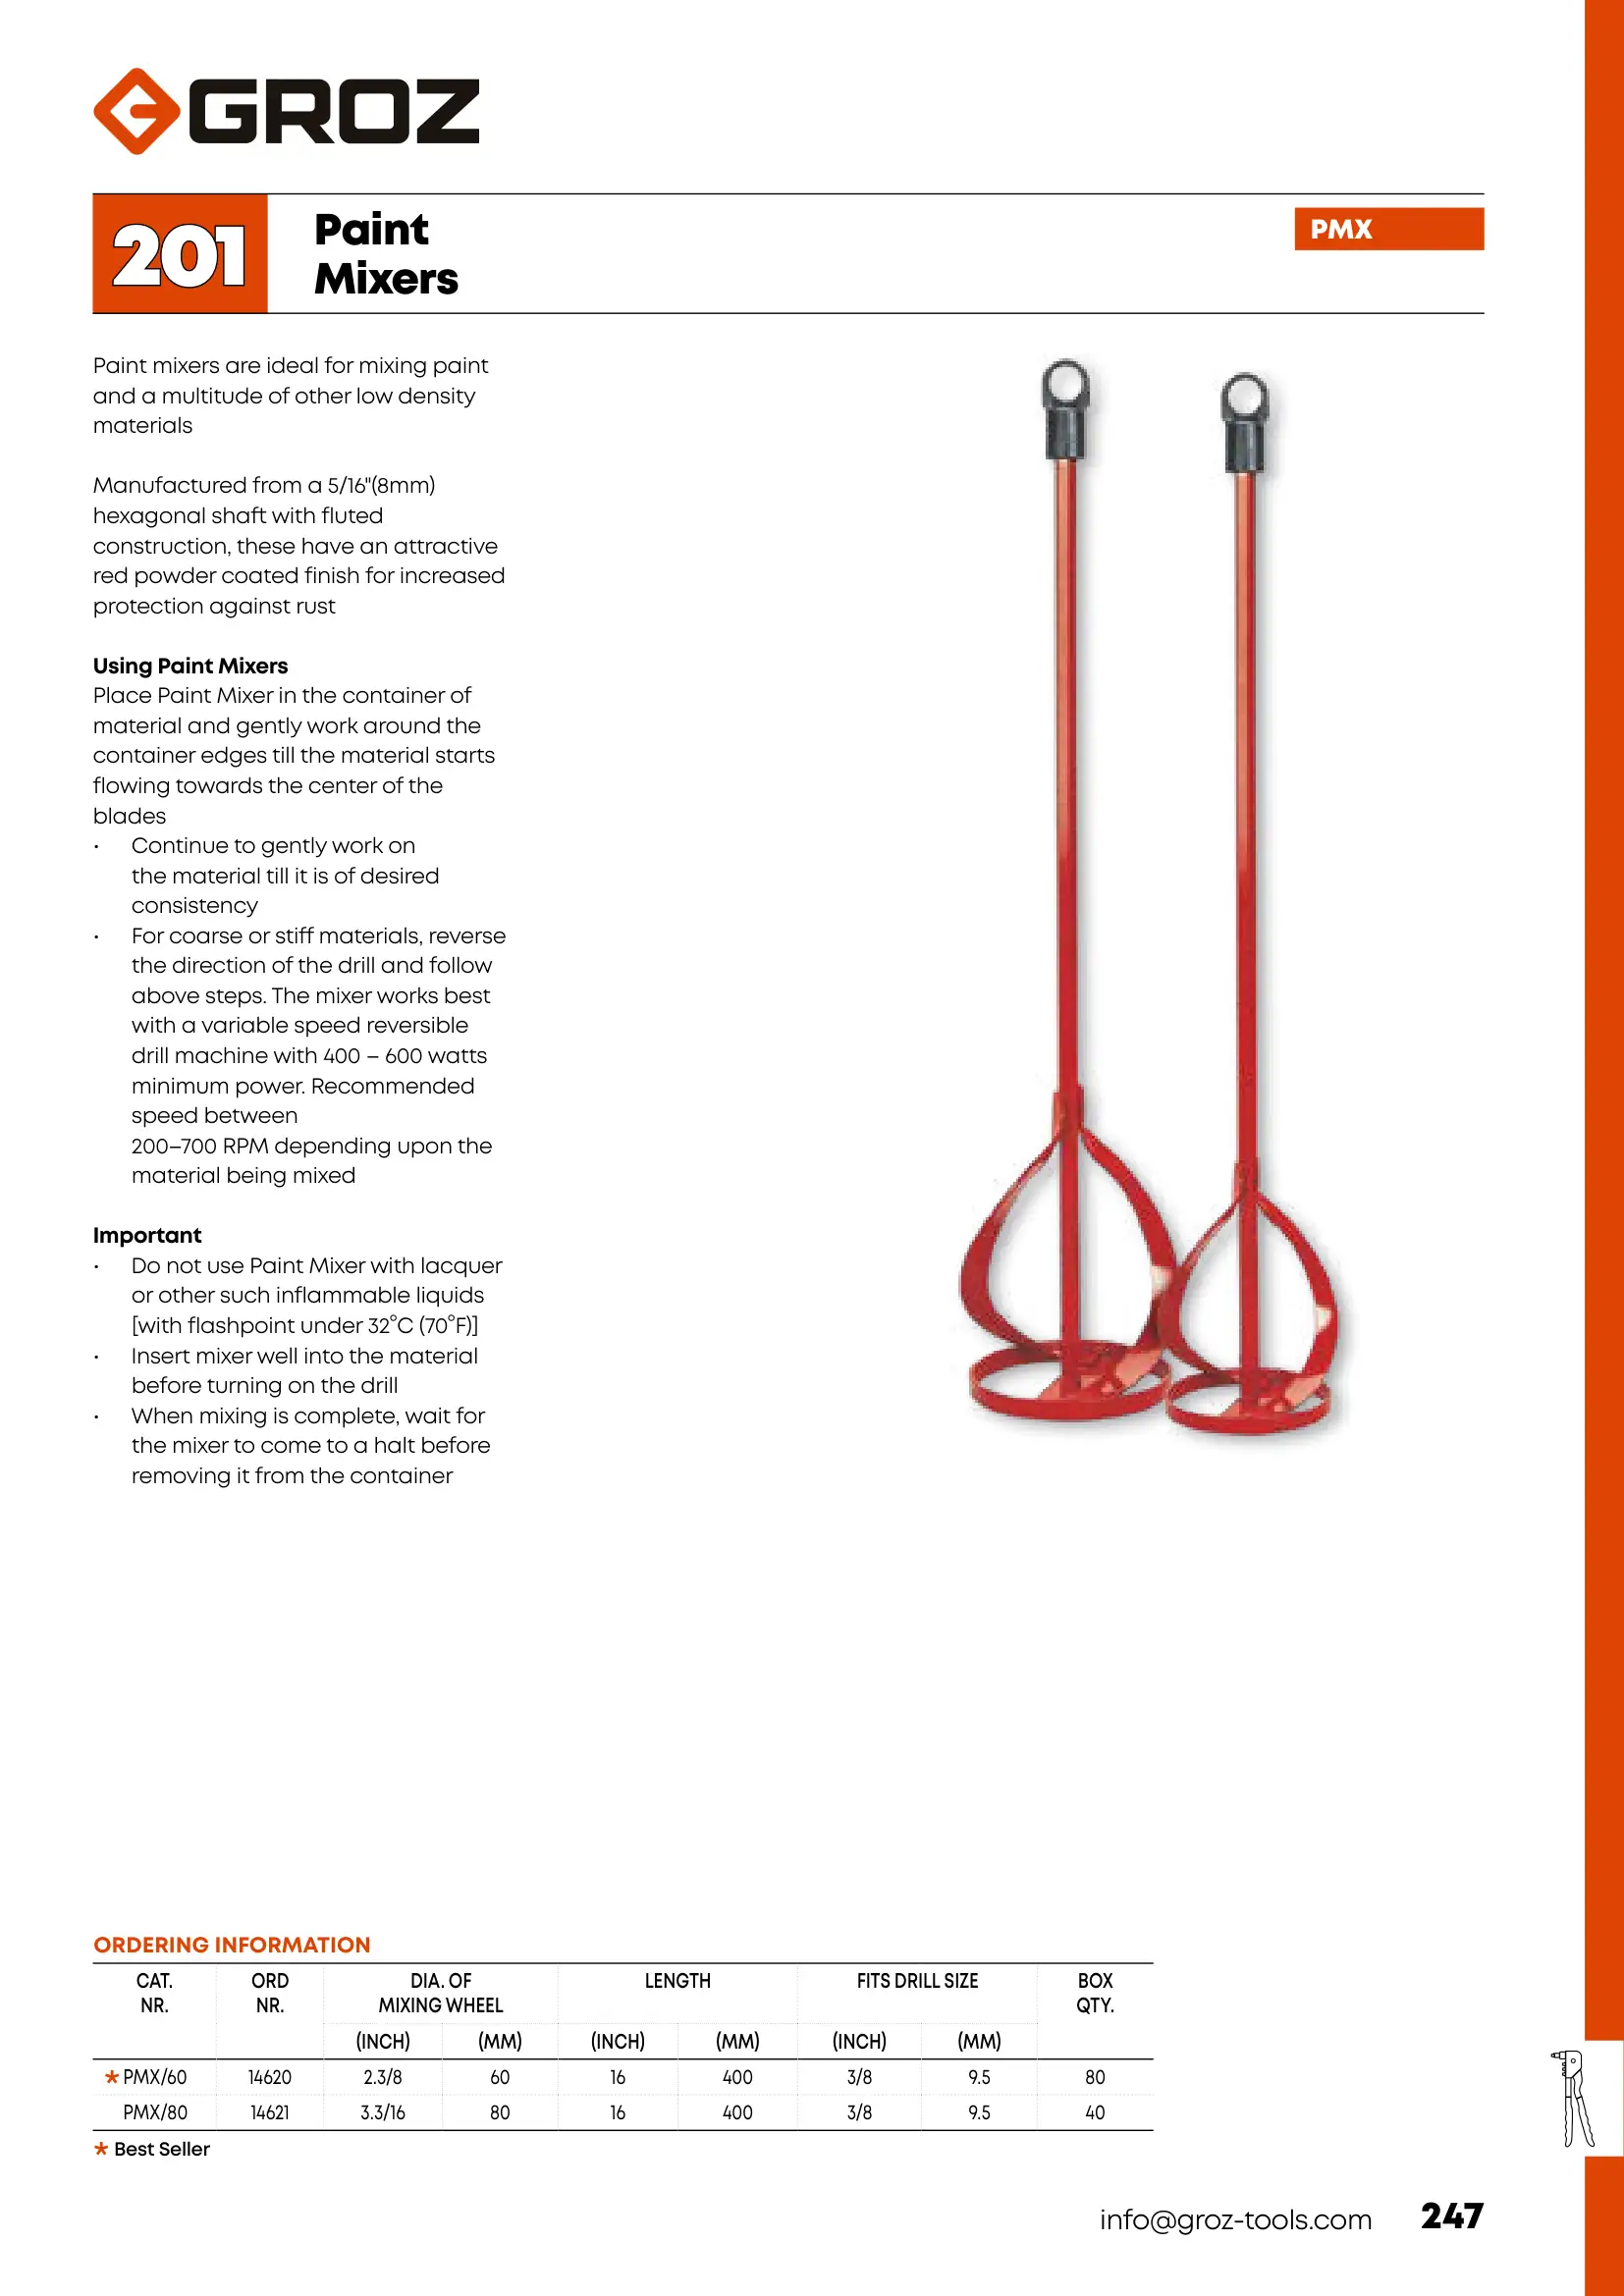 GROZ
201
Paint
Mixers
PMX
Paint mixers are ideal for mixing paint
and a multitude of other low density
materials
Manufactured from a 5/16"(8mm)
hexagonal shaft with fluted
construction, these have an attractive
red powder coated finish for increased
protection against rust
Using Paint Mixers
Place Paint Mixer in the container of
material and gently work around the
container edges till the material starts
flowing towards the center of the
blades
• Continue to gently work on
the material till it is of desired
consistency
• For coarse or stiff materials, reverse
the direction of the drill and follow
above steps. The mixer works best
with a variable speed reversible
drill machine with 400 – 600 watts
minimum power. Recommended
speed between
200–700 RPM depending upon the
material being mixed
Important
• Do not use Paint Mixer with lacquer
or other such inflammable liquids
[with flashpoint under 32°C (70°F)]
• Insert mixer well into the material
before turning on the drill
• When mixing is complete, wait for
the mixer to come to a halt before
removing it from the container
ORDERING INFORMATION
CAT. ORD DIA. OF LENGTH FITS DRILL SIZE BOX
NR. NR. MIXING WHEEL QTY.
(INCH) (MM) (INCH) (MM) (INCH) (MM)
* PMX/60 14620 2.3/8 60 16 400 3/8 9.5 80
PMX/80 14621 3.3/16 80 16 400 3/8 9.5 40
* Best Seller
info@groz-tools.com 247